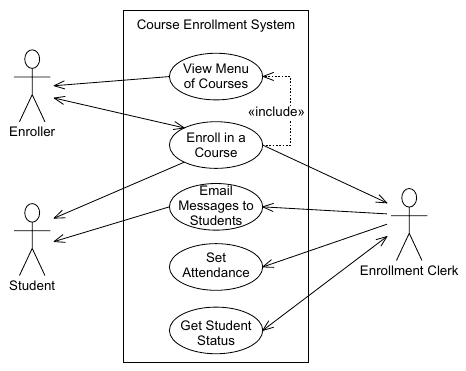 Course Enrollment System
View Menu
of Courses
«include»
Enroller
Enroll in a
Course
Email
Messages to
Students
Student
Set
Attendance
Enrollment Clerk
Get Student
Status